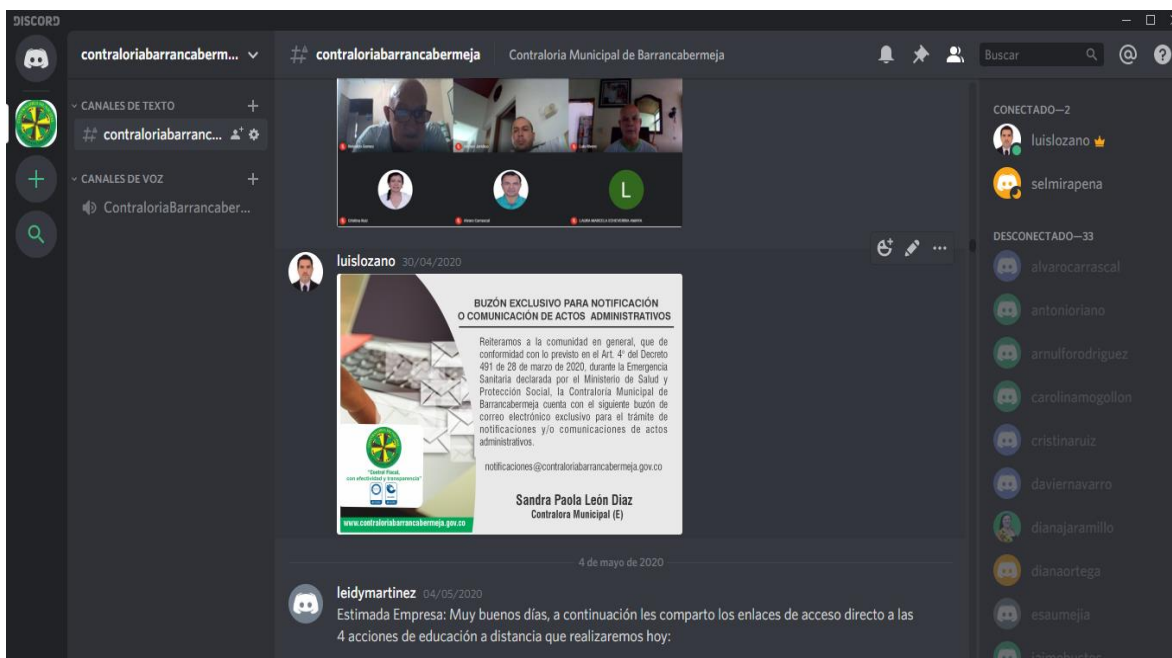 DISCORD
contraloriabarrancaberm...
contraloriabarrancabermeja
Contraloria Municipal de Barrancabermeja
Buscar
CANALES DE TEXTO
contraloriabarranc...
CANALES DE VOZ
ContraloriaBarrancaber...
L
luislozano 30/04/2020
BUZÓN EXCLUSIVO PARA NOTIFICACIÓN
O COMUNICACIÓN DE ACTOS ADMINISTRATIVOS
Reiteramos a la comunidad en general, que de
conformidad con lo previsto en el Art. 4° del Decreto
491 de 28 de marzo de 2020, durante la Emergencia
Sanitaria declarada por el Ministerio de Salud y
Protección Social, la Contraloría Municipal de
Barrancabermeja cuenta con el siguiente buzón de
correo electrónico exclusivo para el trámite de
notificaciones y/o comunicaciones de actos
administrativos.
notificaciones@contraloriabarrancabermeja.gov.co
Sandra Paola León Diaz
Contralora Municipal (E)
"Control Fiscal,
con efectividad y transparencia"
www.contraloriabarrancabermeja.gov.co
4 de mayo de 2020
leidymartinez 04/05/2020
Estimada Empresa: Muy buenos días, a continuación les comparto los enlaces de acceso directo a las
4 acciones de educación a distancia que realizaremos hoy:
CONECTADO—2
luislozano
selmirapena
DESCONECTADO—33
alvarocarrascal
antonioriano
arnulforodriguez
carolinamogollon
cristinaruiz
daviernavarro
dianajaramillo
dianaortega
esaumejia